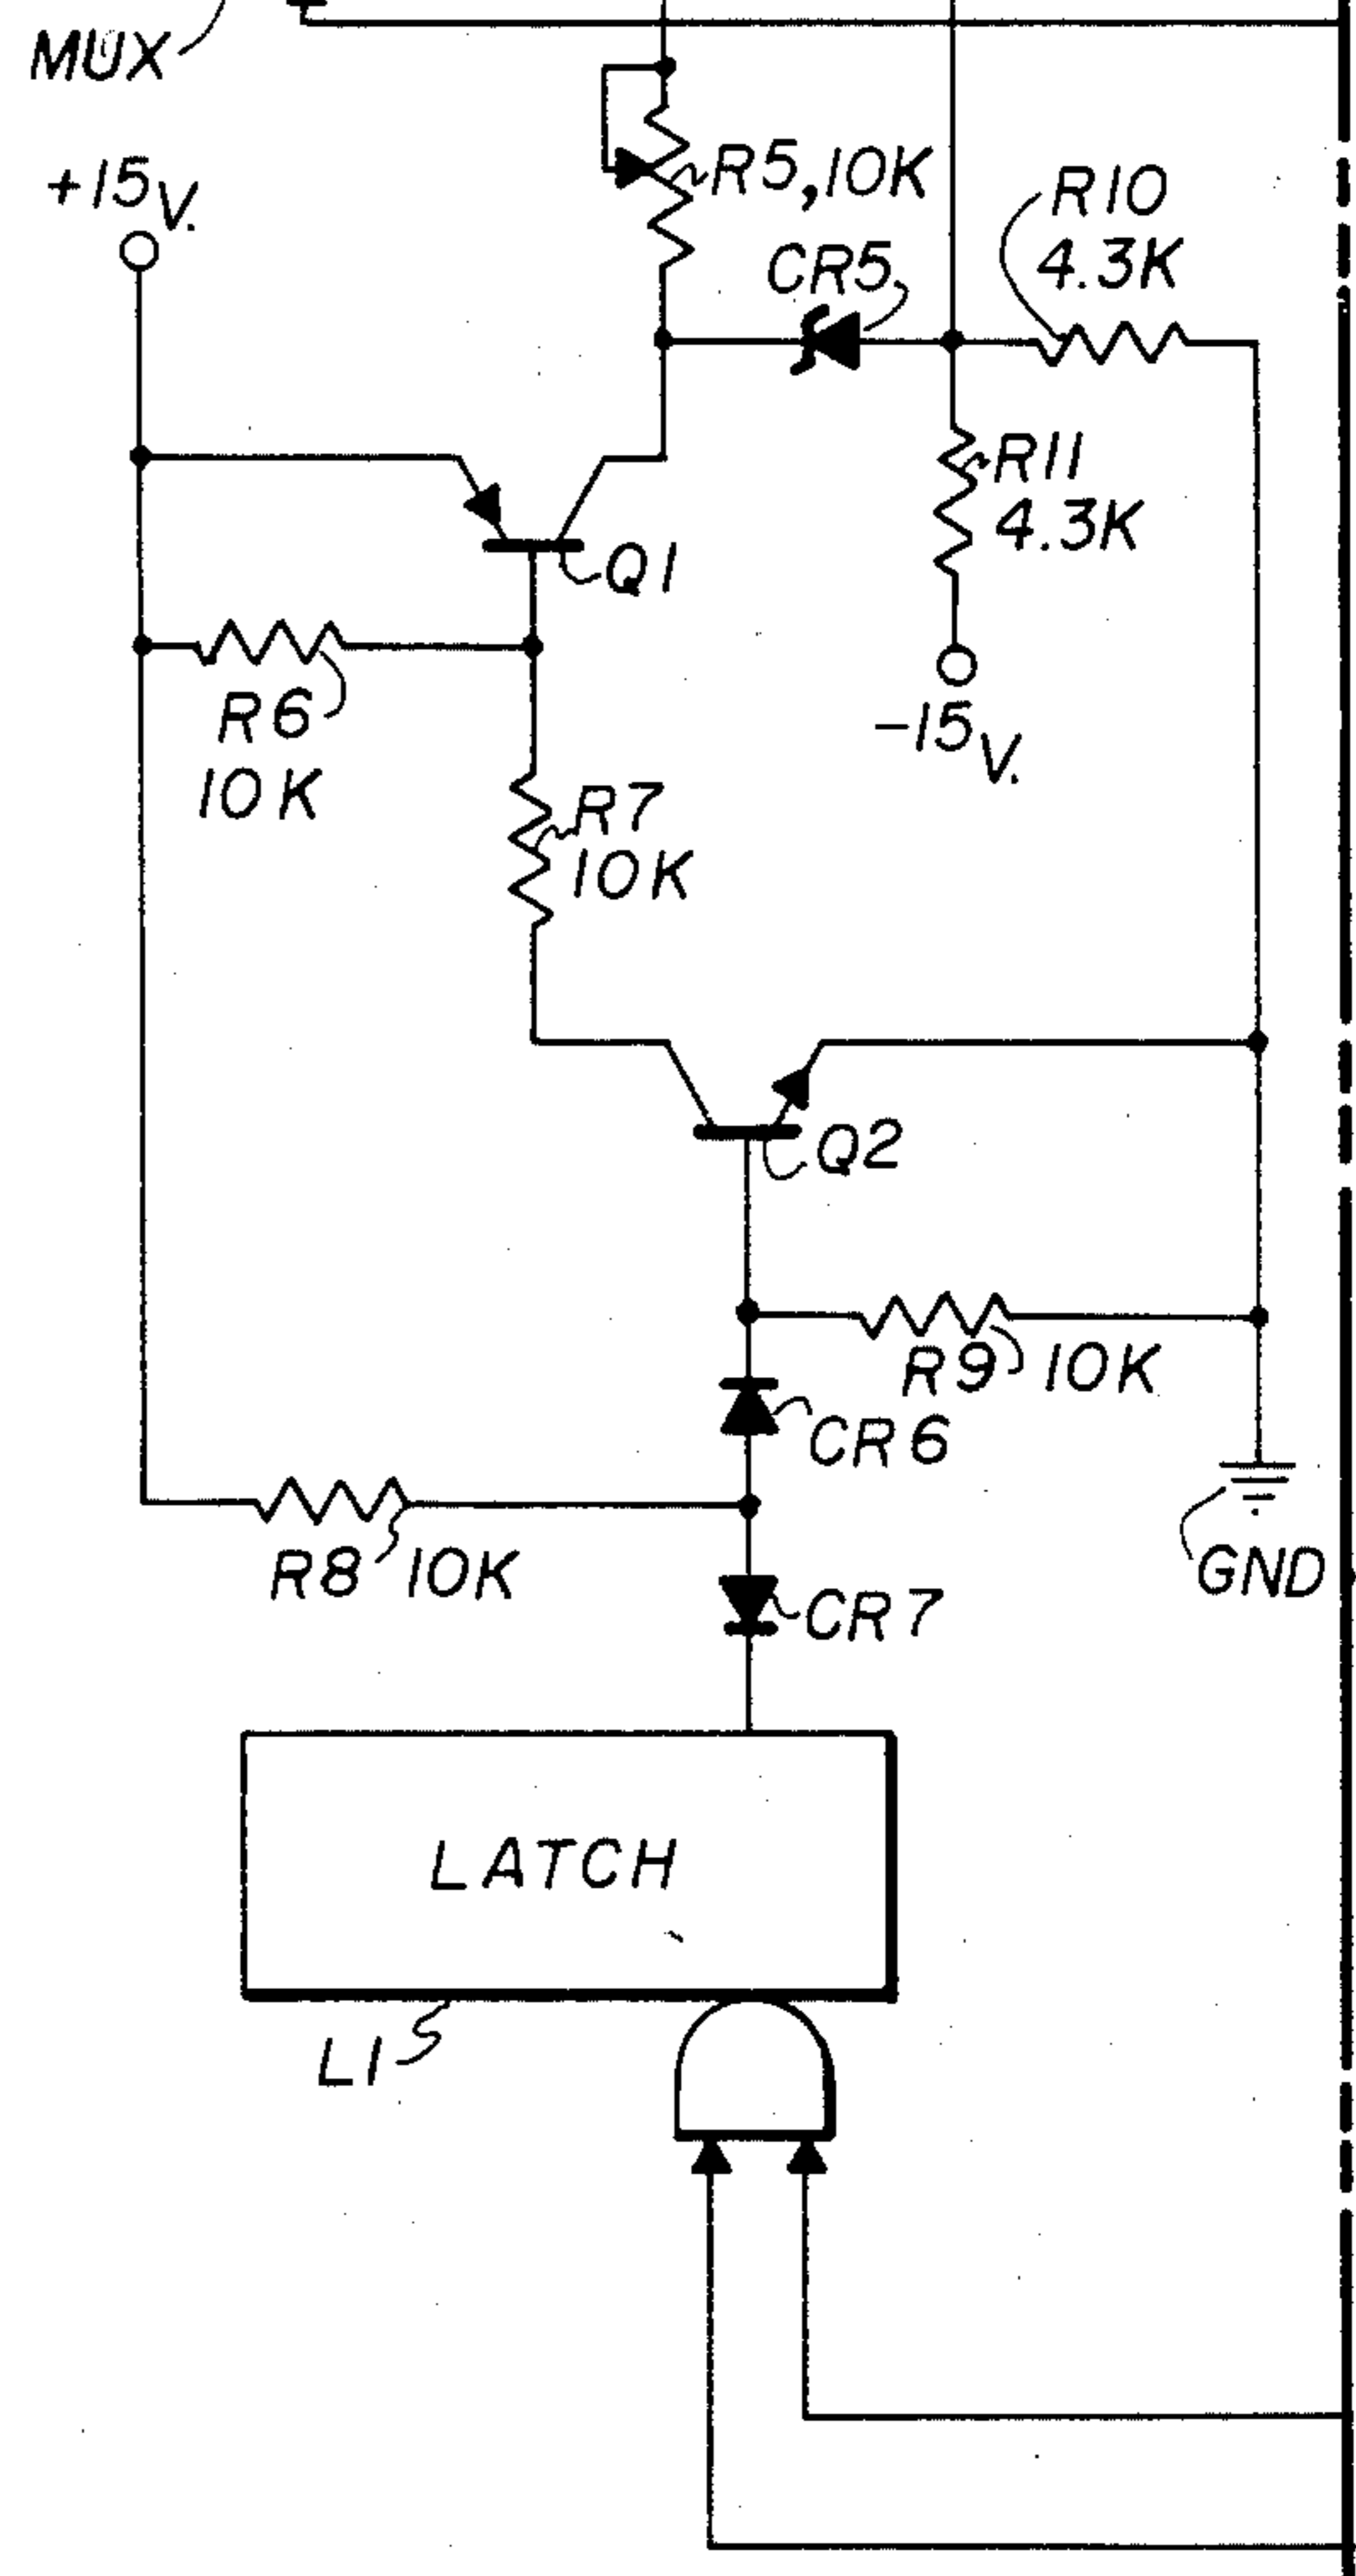 MUX
+15V.
R5, 10K
R10
4.3K
CR5
R11
4.3K
Q1
R6
10K
-15V.
R7
10K
Q2
R9 10K
CR6
R8 10K
GND
CR7
LATCH
L1